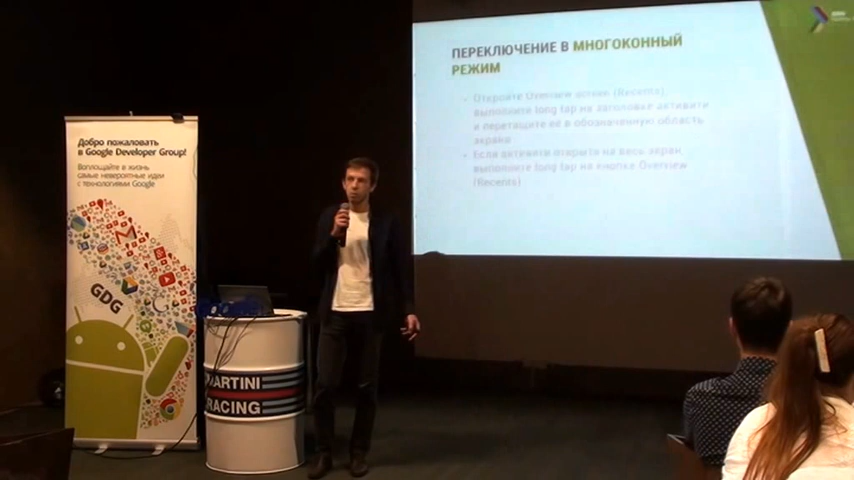 ПЕРЕКЛЮЧЕНИЕ В МНОГОКОННЫЙ
РЕЖИМ
Откройте Overview screen (Recents),
выполните long tap на заголовке активити
и перетащите её в обозначенную область
экрана
Если активити открыта на весь экран,
выполните long tap на кнопке Overview
(Recents)
Добро пожаловать
в Google Developer Group!
Воплощайте в жизнь
самые невероятные идеи
с технологиями Google
GDG
Google
MARTINI
RACING